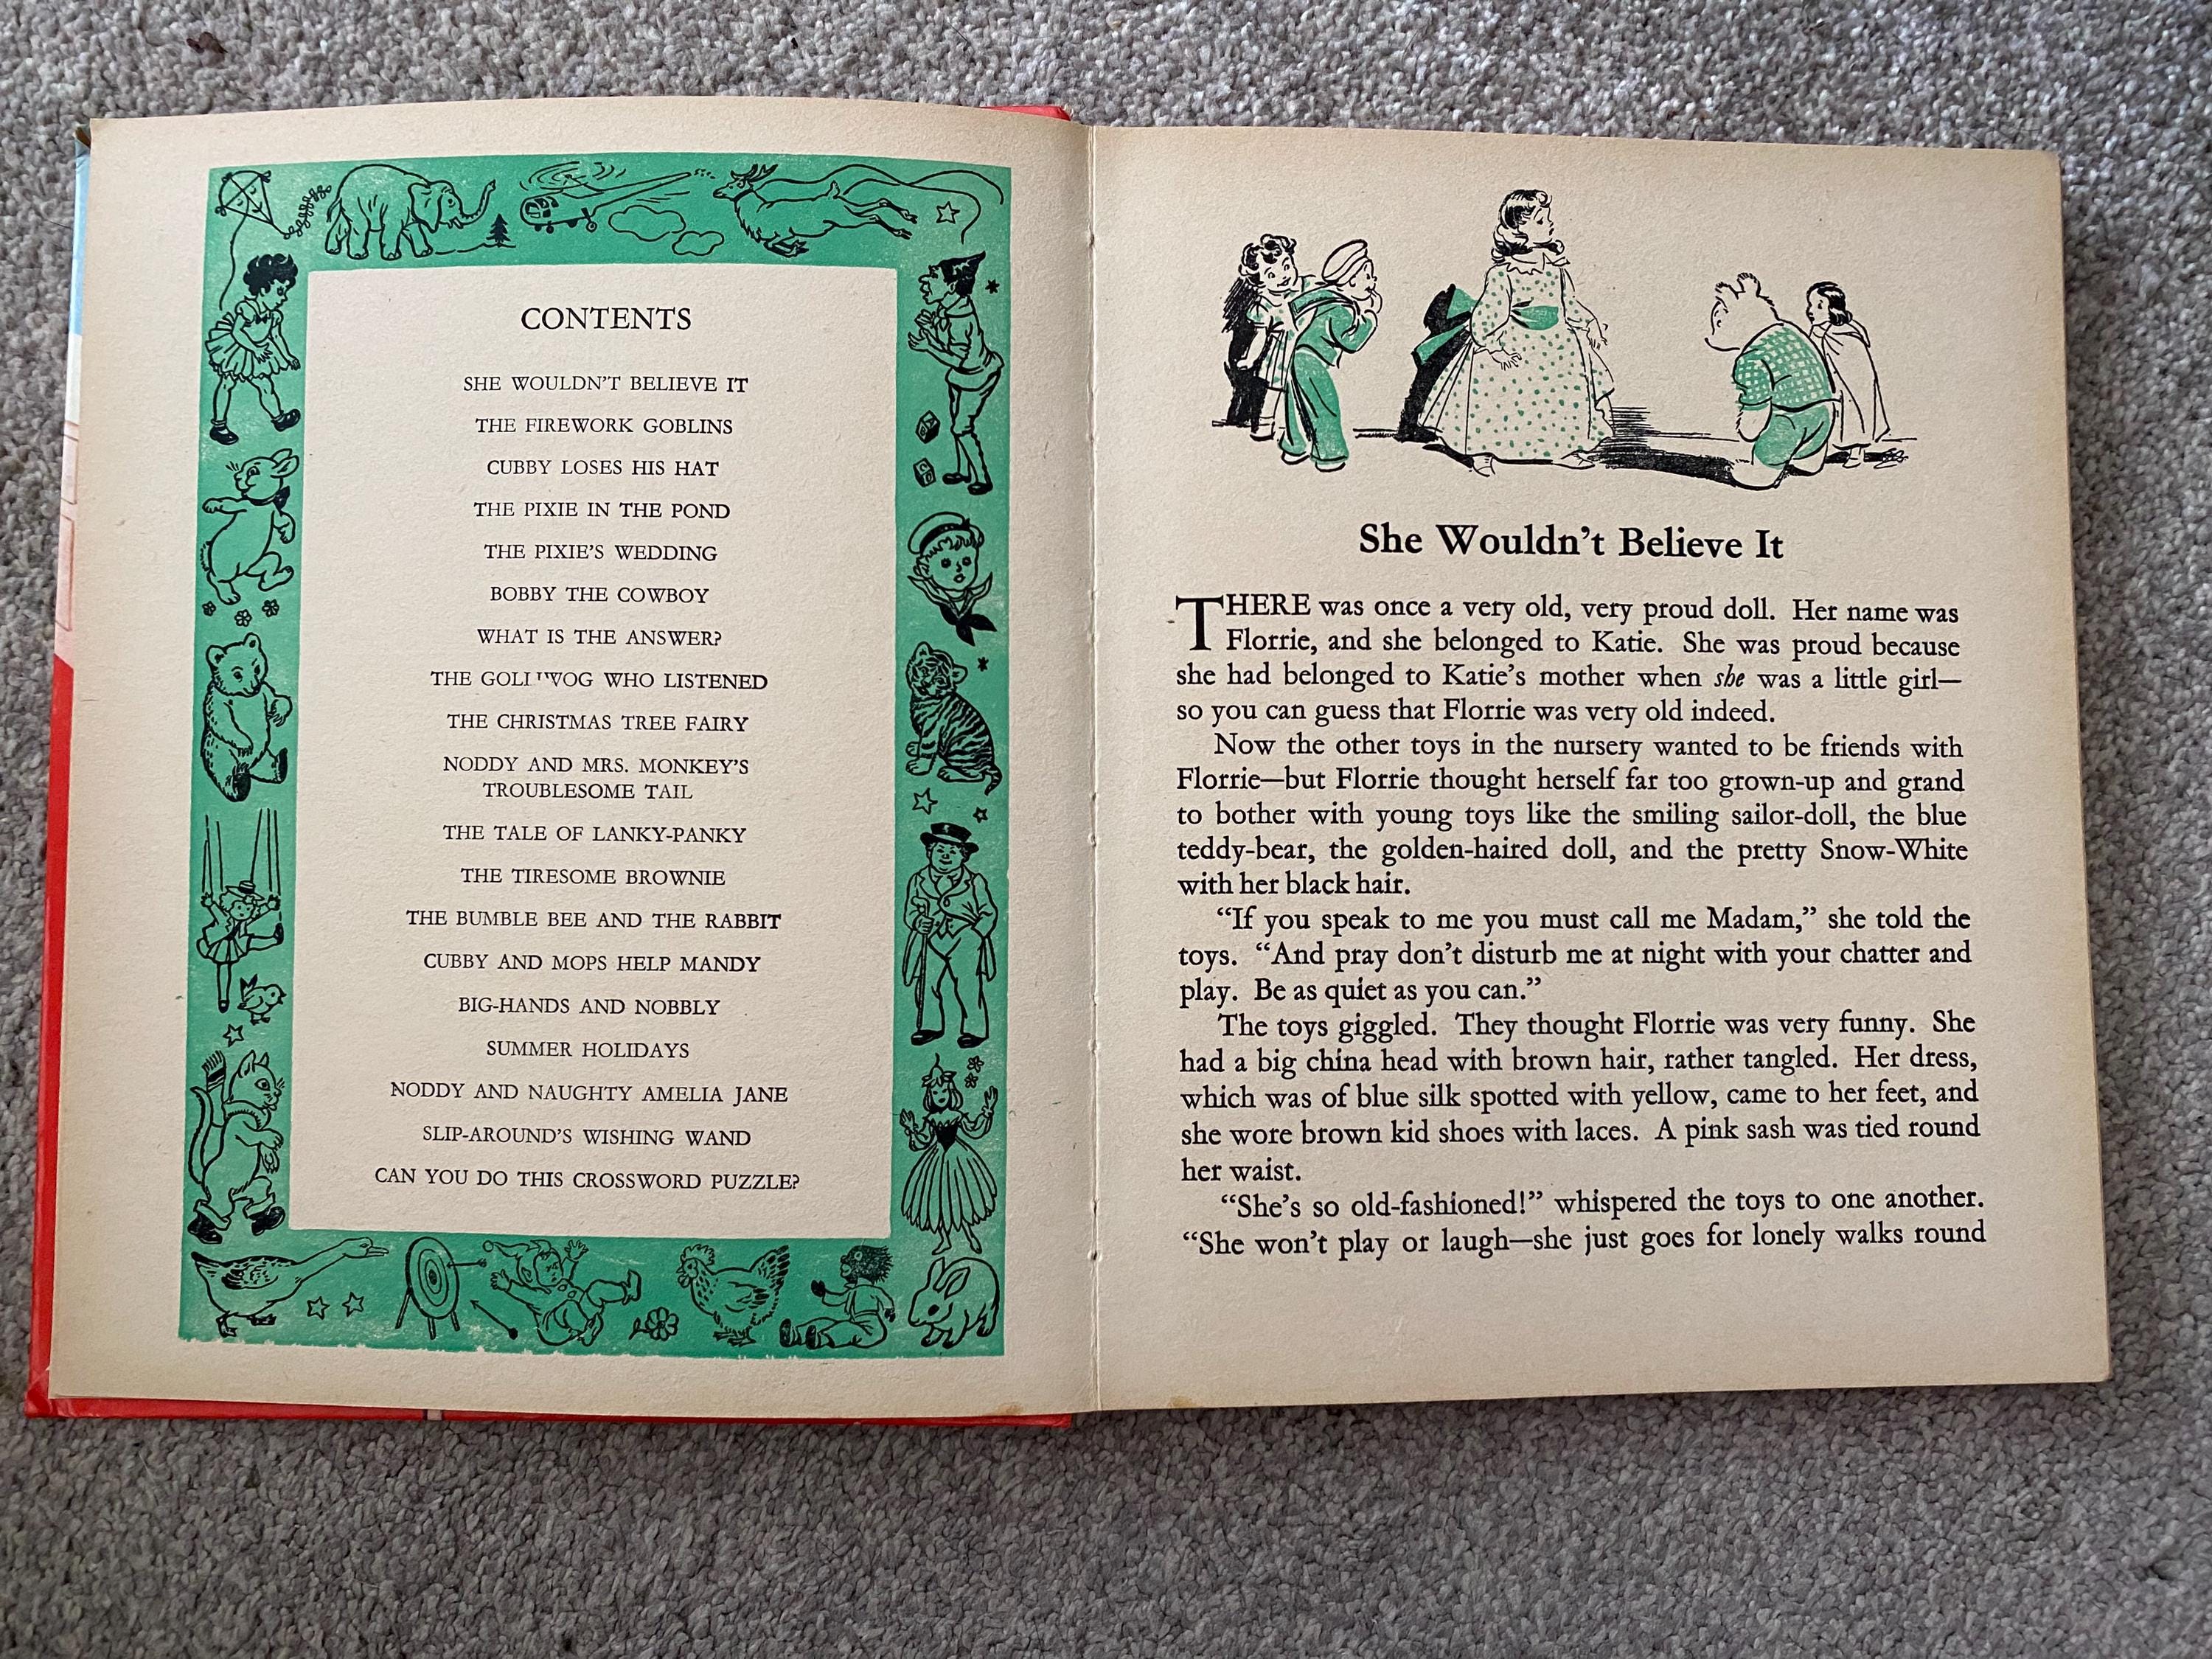 CONTENTS
SHE WOULDN'T BELIEVE IT
THE FIREWORK GOBLINS
CUBBY LOSES HIS HAT
THE PIXIE IN THE POND
THE PIXIE'S WEDDING
BOBBY THE COWBOY
WHAT IS THE ANSWER?
THE GOLLIWOG WHO LISTENED
THE CHRISTMAS TREE FAIRY
NODDY AND MRS. MONKEY'S
TROUBLESOME TAIL
THE TALE OF LANKY-PANKY
THE TIRESOME BROWNIE
THE BUMBLE BEE AND THE RABBIT
CUBBY AND MOPS HELP MANDY
BIG-HANDS AND NOBBLY
SUMMER HOLIDAYS
NODDY AND NAUGHTY AMELIA JANE
SLIP-AROUND'S WISHING WAND
CAN YOU DO THIS CROSSWORD PUZZLE?
She Wouldn't Believe It
THERE was once a very old, very proud doll. Her name was
Florrie, and she belonged to Katie. She was proud because
she had belonged to Katie's mother when she was a little girl—
so you can guess that Florrie was very old indeed.
Now the other toys in the nursery wanted to be friends with
Florrie—but Florrie thought herself far too grown-up and grand
to bother with young toys like the smiling sailor-doll, the blue
teddy-bear, the golden-haired doll, and the pretty Snow-White
with her black hair.
"If you speak to me you must call me Madam," she told the
toys. "And pray don't disturb me at night with your chatter and
play. Be as quiet as you can."
The toys giggled. They thought Florrie was very funny. She
had a big china head with brown hair, rather tangled. Her dress,
which was of blue silk spotted with yellow, came to her feet, and
she wore brown kid shoes with laces. A pink sash was tied round
her waist.
"She's so old-fashioned!" whispered the toys to one another.
"She won't play or laugh—she just goes for lonely walks round